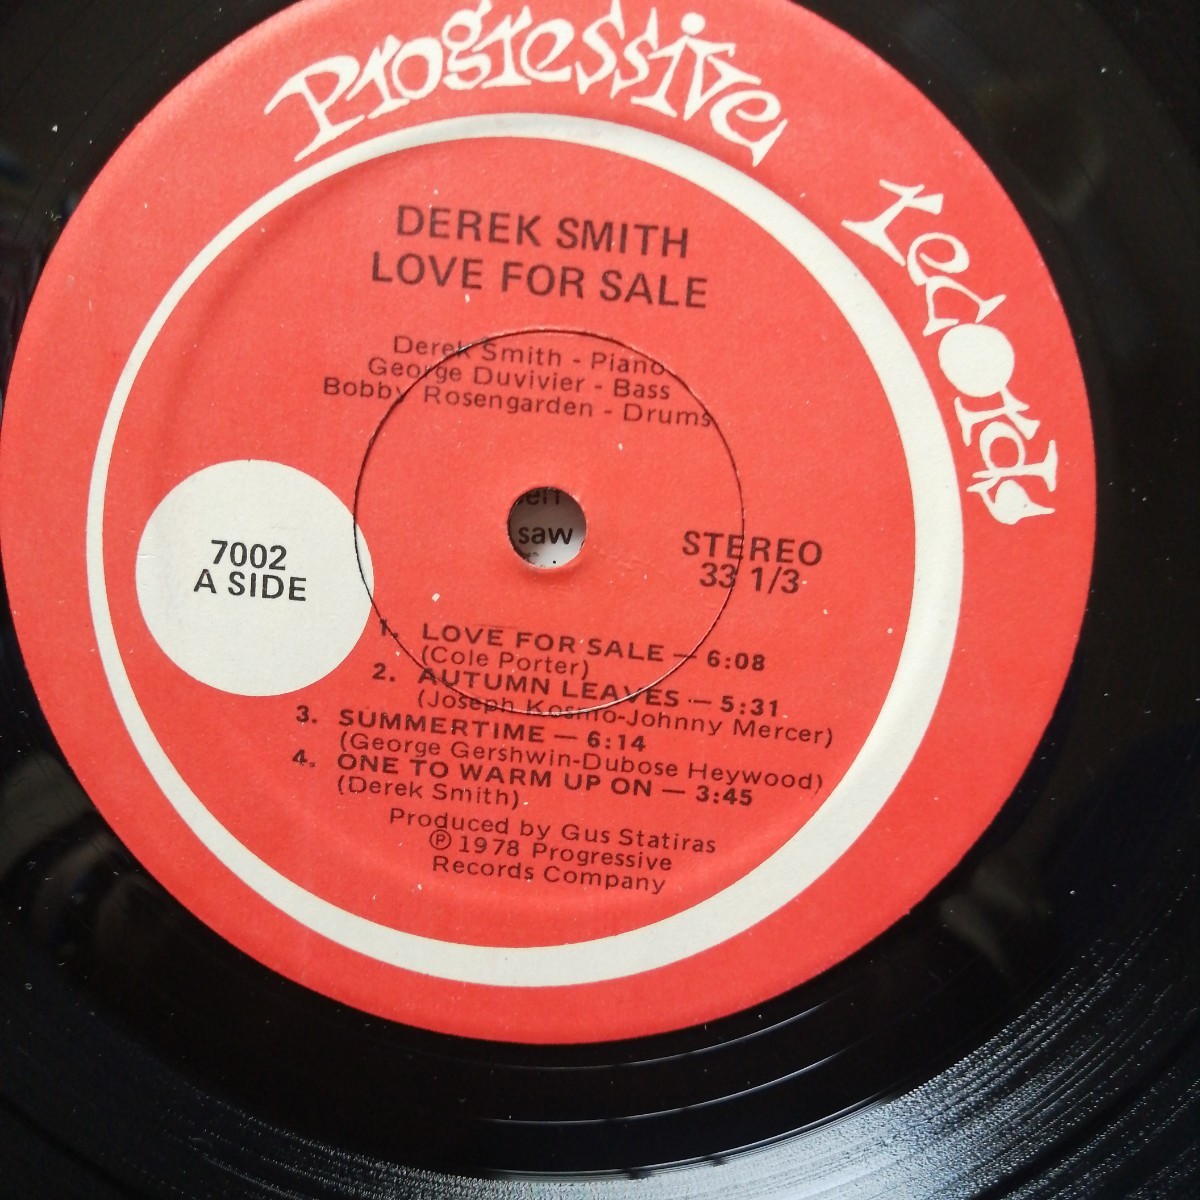 Progressive records
DEREK SMITH
LOVE FOR SALE
Derek Smith - Piano
George Duvivier - Bass
Bobby Rosengarden - Drums
saw
7002
A SIDE
STEREO
33 1/3
1. LOVE FOR SALE — 6:08
(Cole Porter)
2. AUTUMN LEAVES — 5:31
(Joseph Kosmo-Johnny Mercer)
3. SUMMERTIME — 6:14
(George Gershwin-Dubose Heywood)
4. ONE TO WARM UP ON — 3:45
(Derek Smith)
Produced by Gus Statiras
℗ 1978 Progressive
Records Company